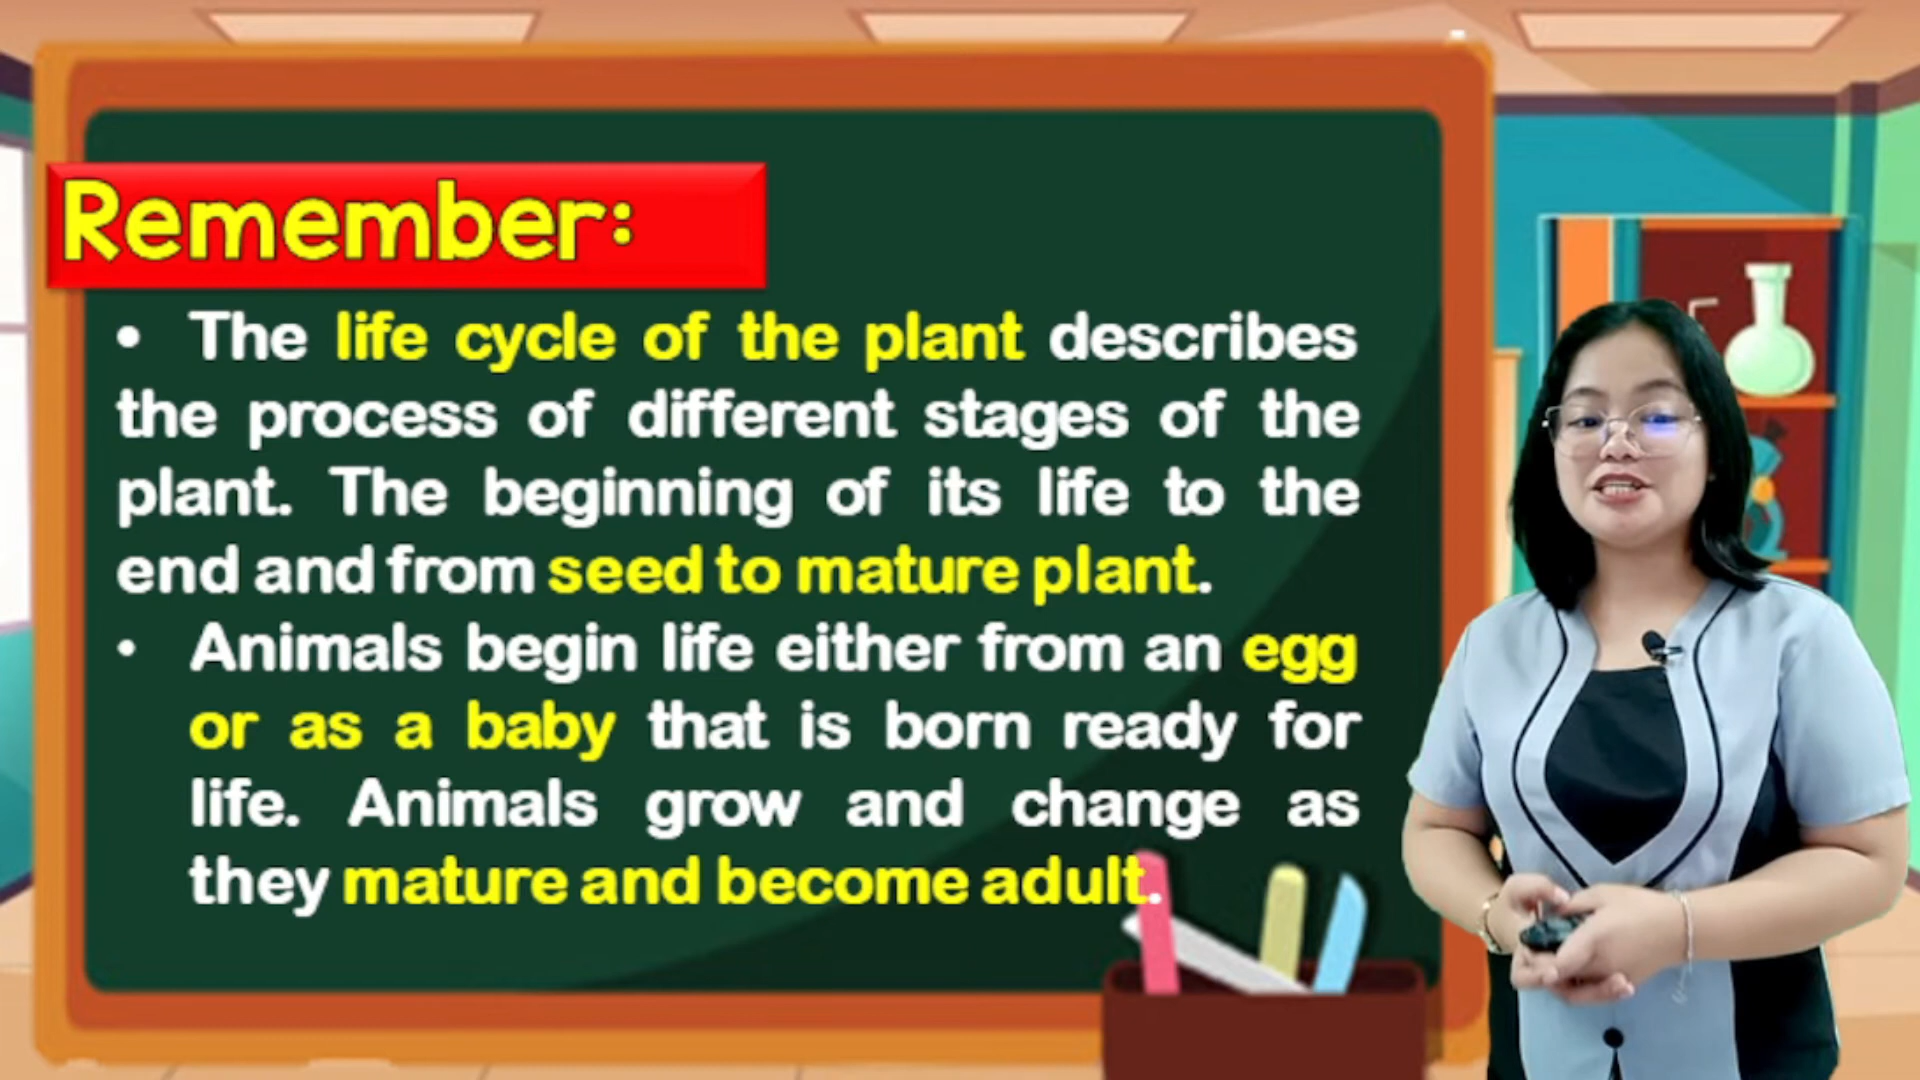 Remember:
• The life cycle of the plant describes
the process of different stages of the
plant. The beginning of its life to the
end and from seed to mature plant.
• Animals begin life either from an egg
or as a baby that is born ready for
life. Animals grow and change as
they mature and become adult.